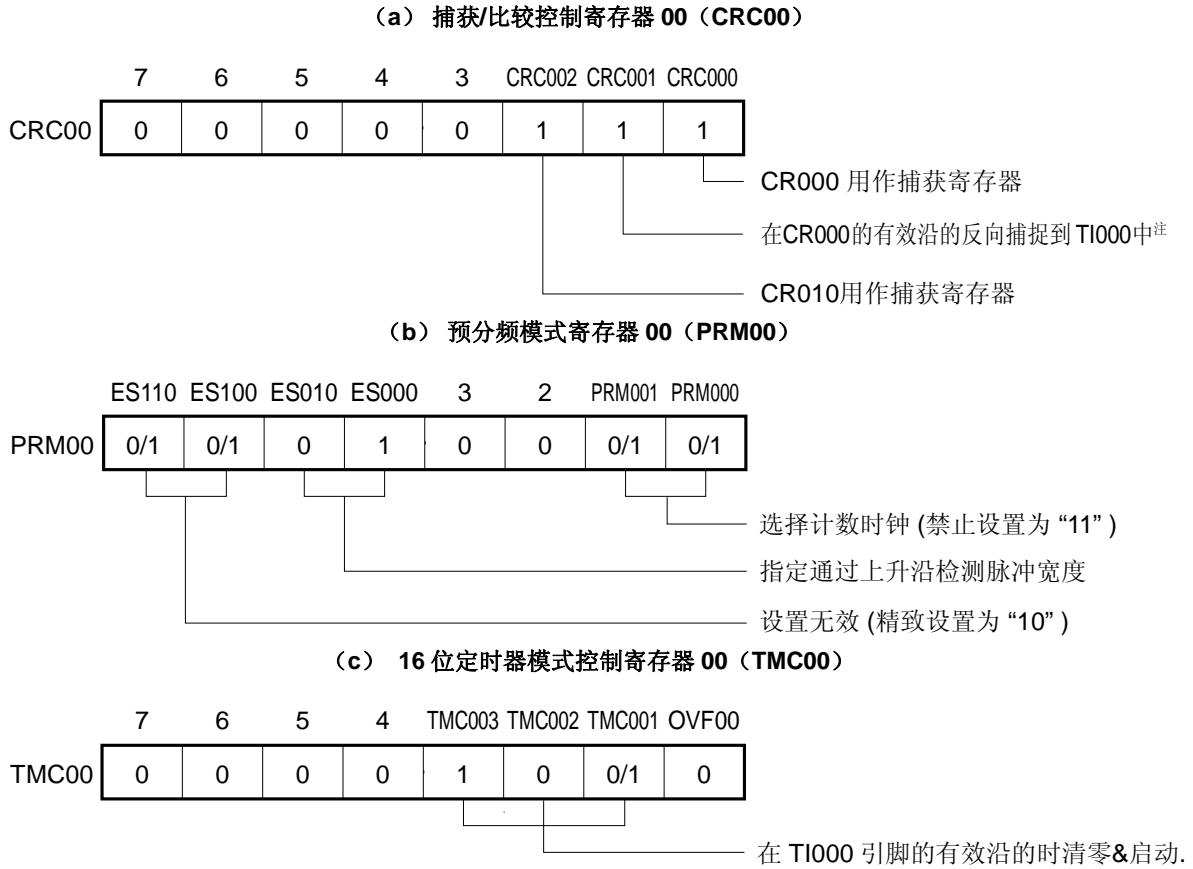 （a） 捕获/比较控制寄存器 00（CRC00）
7 6 5 4 3 CRC002 CRC001 CRC000
CRC00 0 0 0 0 0 1 1 1
CR000 用作捕获寄存器
在CR000的有效沿的反向捕捉到 TI000中注
CR010用作捕获寄存器
（b） 预分频模式寄存器 00（PRM00）
ES110 ES100 ES010 ES000 3 2 PRM001 PRM000
PRM00 0/1 0/1 0 1 0 0 0/1 0/1
选择计数时钟 (禁止设置为 “11” )
指定通过上升沿检测脉冲宽度
设置无效 (精致设置为 “10” )
（c） 16 位定时器模式控制寄存器 00（TMC00）
7 6 5 4 TMC003 TMC002 TMC001 OVF00
TMC00 0 0 0 0 1 0 0/1 0
在 TI000 引脚的有效沿的时清零&启动.